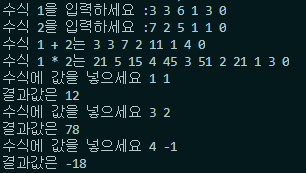 수식 1을 입력하세요 :3 3 6 1 3 0
수식 2을 입력하세요 :7 2 5 1 1 0
수식 1 + 2는 3 3 7 2 11 1 4 0
수식 1 * 2는 21 5 15 4 45 3 51 2 21 1 3 0
수식에 값을 넣으세요 1 1
결과값은 12
수식에 값을 넣으세요 3 2
결과값은 78
수식에 값을 넣으세요 4 -1
결과값은 -18